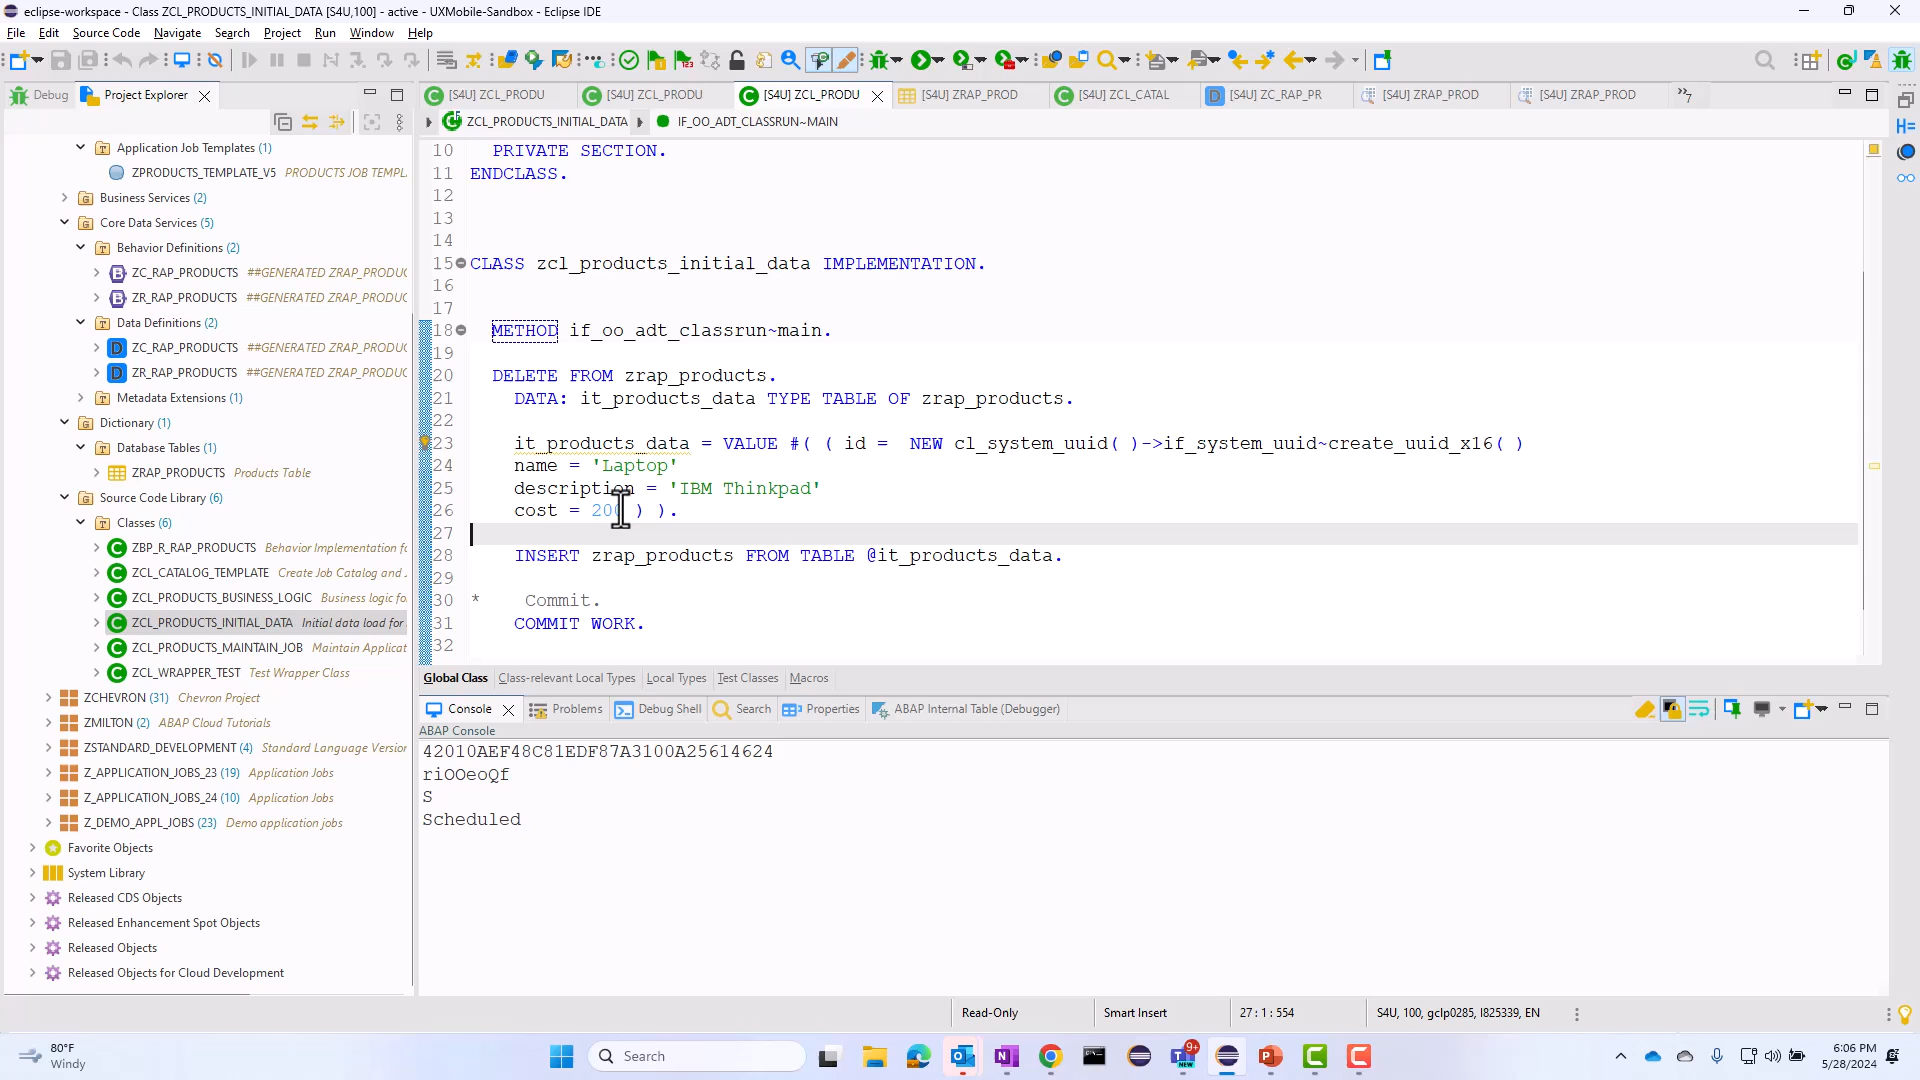 eclipse-workspace - Class ZCL_PRODUCTS_INITIAL_DATA [S4U,100] - active - UXMobile-Sandbox - Eclipse IDE
File Edit Source Code Navigate Search Project Run Window Help
Debug Project Explorer
[S4U] ZCL_PRODU [S4U] ZCL_PRODU [S4U] ZCL_PRODU [S4U] ZRAP_PROD [S4U] ZCL_CATAL [S4U] ZC_RAP_PR [S4U] ZRAP_PROD [S4U] ZRAP_PROD 7
ZCL_PRODUCTS_INITIAL_DATA IF_OO_ADT_CLASSRUN~MAIN
Application Job Templates (1)
ZPRODUCTS_TEMPLATE_V5 PRODUCTS JOB TEMPL
Business Services (2)
Core Data Services (5)
Behavior Definitions (2)
ZC_RAP_PRODUCTS ##GENERATED ZRAP_PRODUC
ZR_RAP_PRODUCTS ##GENERATED ZRAP_PRODUC
Data Definitions (2)
ZC_RAP_PRODUCTS ##GENERATED ZRAP_PRODUC
ZR_RAP_PRODUCTS ##GENERATED ZRAP_PRODUC
Metadata Extensions (1)
Dictionary (1)
Database Tables (1)
ZRAP_PRODUCTS Products Table
Source Code Library (6)
Classes (6)
ZBP_R_RAP_PRODUCTS Behavior Implementation fo
ZCL_CATALOG_TEMPLATE Create Job Catalog and
ZCL_PRODUCTS_BUSINESS_LOGIC Business logic fo
ZCL_PRODUCTS_INITIAL_DATA Initial data load for
ZCL_PRODUCTS_MAINTAIN_JOB Maintain Applicat
ZCL_WRAPPER_TEST Test Wrapper Class
ZCHEVRON (31) Chevron Project
ZMILTON (2) ABAP Cloud Tutorials
ZSTANDARD_DEVELOPMENT (4) Standard Language Version
Z_APPLICATION_JOBS_23 (19) Application Jobs
Z_APPLICATION_JOBS_24 (10) Application Jobs
Z_DEMO_APPL_JOBS (23) Demo application jobs
Favorite Objects
System Library
Released CDS Objects
Released Enhancement Spot Objects
Released Objects
Released Objects for Cloud Development
10 PRIVATE SECTION.
11 ENDCLASS.
12
13
14
15 CLASS zcl_products_initial_data IMPLEMENTATION.
16
17
18 METHOD if_oo_adt_classrun~main.
19
20 DELETE FROM zrap_products.
21 DATA: it_products_data TYPE TABLE OF zrap_products.
22
23 it_products_data = VALUE #( ( id = NEW cl_system_uuid( )->if_system_uuid~create_uuid_x16( )
24 name = 'Laptop'
25 description = 'IBM Thinkpad'
26 cost = 200 ) ).
27
28 INSERT zrap_products FROM TABLE @it_products_data.
29
30 * Commit.
31 COMMIT WORK.
32
Global Class Class-relevant Local Types Local Types Test Classes Macros
Console Problems Debug Shell Search Properties ABAP Internal Table (Debugger)
ABAP Console
42010AEF48C81EDF87A3100A25614624
riOOeoQf
S
Scheduled
Read-Only Smart Insert 27 : 1 : 554 S4U, 100, gclp0285, I825339, EN
80°F
Windy
Search
9+
NEW
6:06 PM
5/28/2024